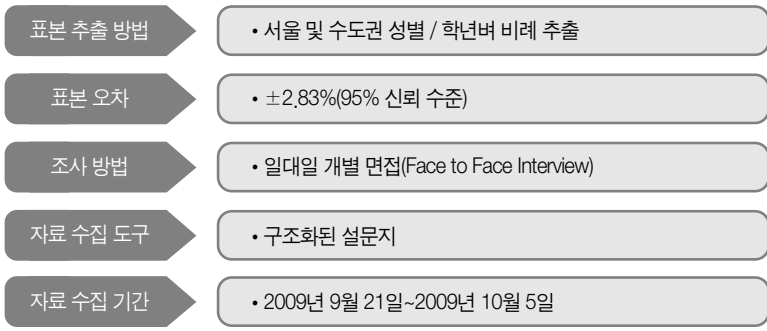 표본 추출 방법
• 서울 및 수도권 성별 / 학년벼 비례 추출
표본 오차
• ±2.83%(95% 신뢰 수준)
조사 방법
• 일대일 개별 면접(Face to Face Interview)
자료 수집 도구
• 구조화된 설문지
자료 수집 기간
• 2009년 9월 21일~2009년 10월 5일